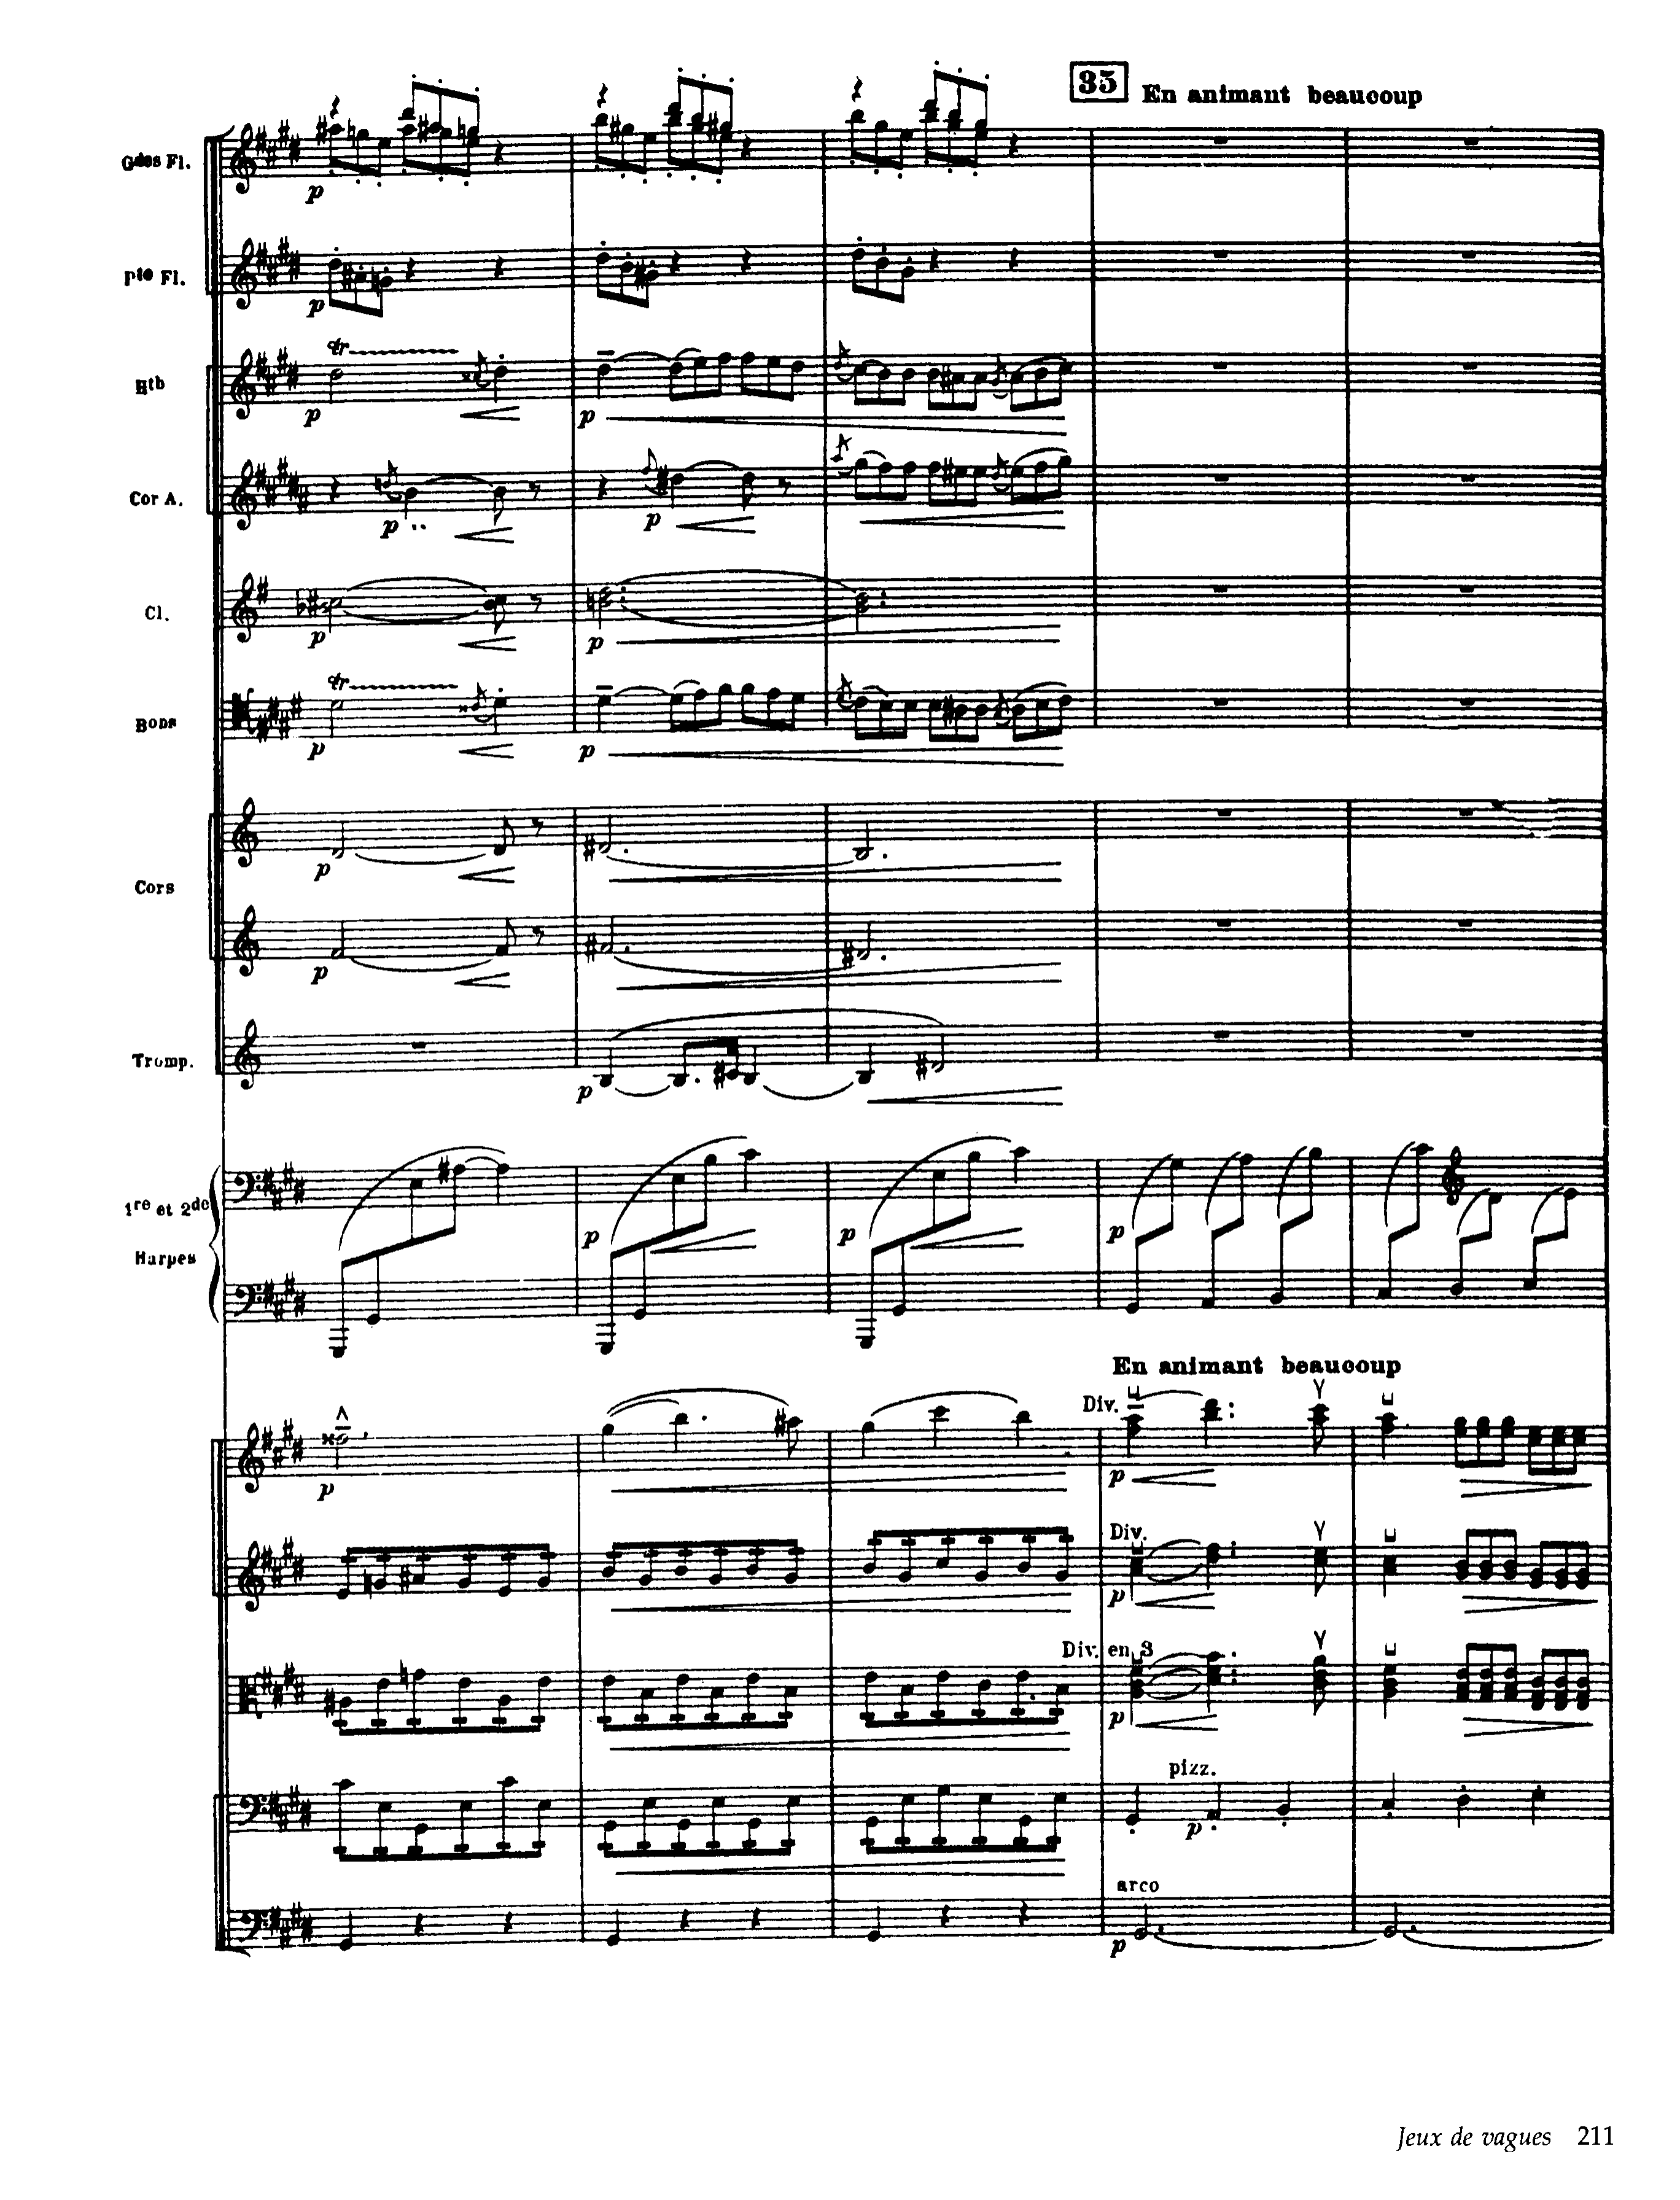 35 En animant beaucoup
Gdes Fl.
p
pte Fl.
p
Htb
tr
p
p
Cor A.
p
p
Cl.
p
p
Bons
tr
p
p
Cors
p
p
Tromp.
p
1re et 2de
Harpes
p
p
p
En animant beaucoup
Div.
p
p
Div.
p
Div. en 3
p
pizz.
p
arco
p
Jeux de vagues 211